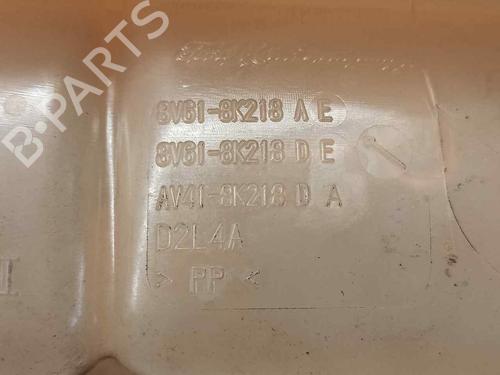 8V61-8K218 A E
8V61-8K218 D E
AV41-8K218 D A
D2L4A
> PP <
B-PARTS